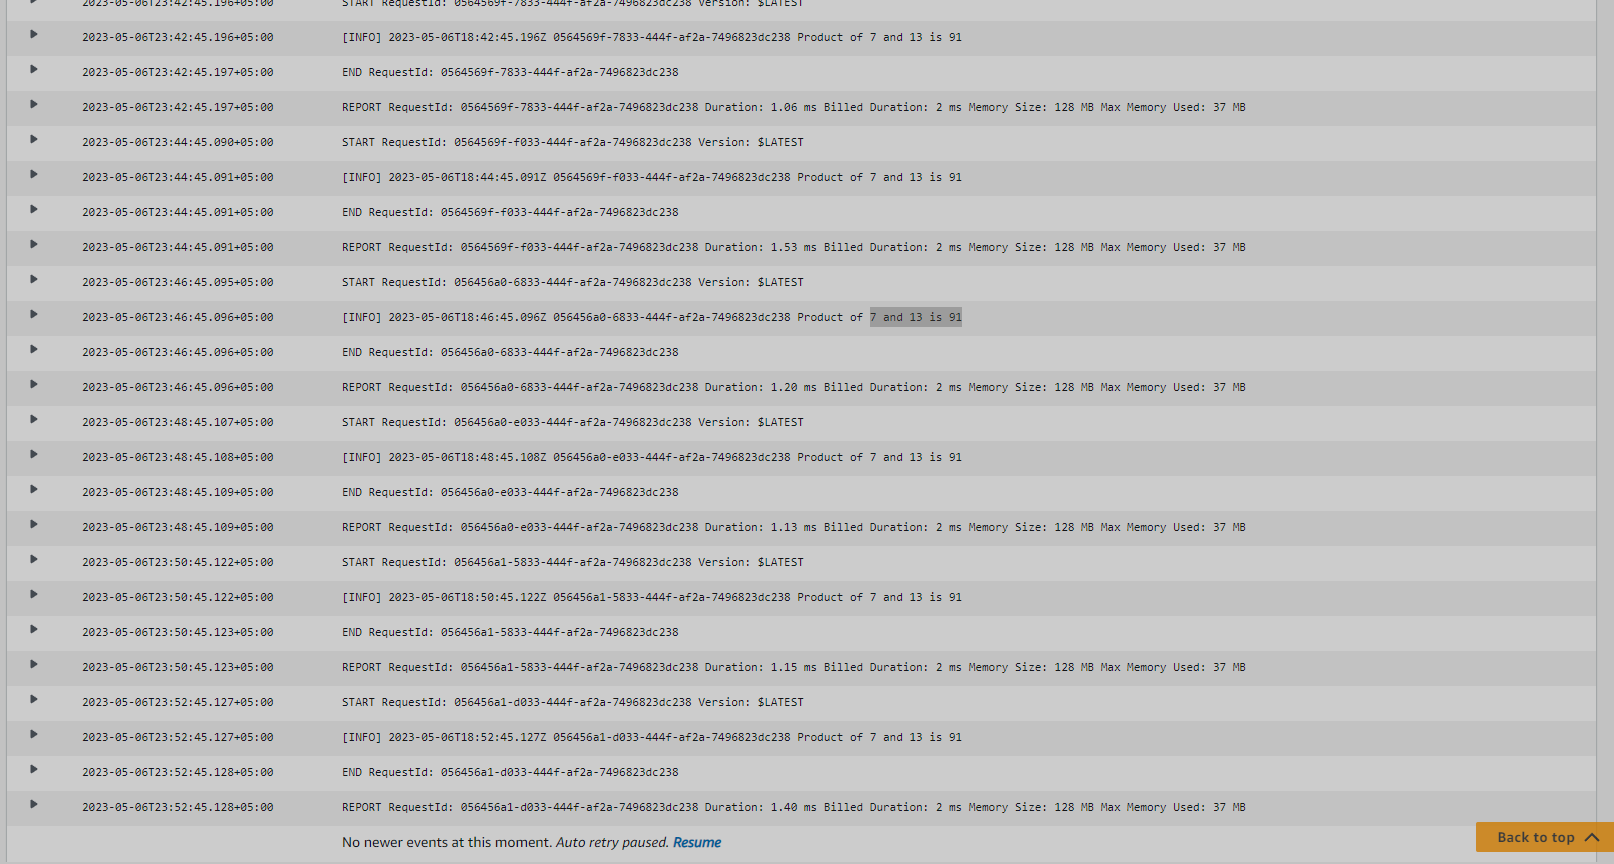 2023-05-06T23:42:45.196+05:00 START RequestId: 0564569f-7833-444f-af2a-7496823dc238 Version: $LATEST
2023-05-06T23:42:45.196+05:00 [INFO] 2023-05-06T18:42:45.196Z 0564569f-7833-444f-af2a-7496823dc238 Product of 7 and 13 is 91
2023-05-06T23:42:45.197+05:00 END RequestId: 0564569f-7833-444f-af2a-7496823dc238
2023-05-06T23:42:45.197+05:00 REPORT RequestId: 0564569f-7833-444f-af2a-7496823dc238 Duration: 1.06 ms Billed Duration: 2 ms Memory Size: 128 MB Max Memory Used: 37 MB
2023-05-06T23:44:45.090+05:00 START RequestId: 0564569f-f033-444f-af2a-7496823dc238 Version: $LATEST
2023-05-06T23:44:45.091+05:00 [INFO] 2023-05-06T18:44:45.091Z 0564569f-f033-444f-af2a-7496823dc238 Product of 7 and 13 is 91
2023-05-06T23:44:45.091+05:00 END RequestId: 0564569f-f033-444f-af2a-7496823dc238
2023-05-06T23:44:45.091+05:00 REPORT RequestId: 0564569f-f033-444f-af2a-7496823dc238 Duration: 1.53 ms Billed Duration: 2 ms Memory Size: 128 MB Max Memory Used: 37 MB
2023-05-06T23:46:45.095+05:00 START RequestId: 056456a0-6833-444f-af2a-7496823dc238 Version: $LATEST
2023-05-06T23:46:45.096+05:00 [INFO] 2023-05-06T18:46:45.096Z 056456a0-6833-444f-af2a-7496823dc238 Product of 7 and 13 is 91
2023-05-06T23:46:45.096+05:00 END RequestId: 056456a0-6833-444f-af2a-7496823dc238
2023-05-06T23:46:45.096+05:00 REPORT RequestId: 056456a0-6833-444f-af2a-7496823dc238 Duration: 1.20 ms Billed Duration: 2 ms Memory Size: 128 MB Max Memory Used: 37 MB
2023-05-06T23:48:45.107+05:00 START RequestId: 056456a0-e033-444f-af2a-7496823dc238 Version: $LATEST
2023-05-06T23:48:45.108+05:00 [INFO] 2023-05-06T18:48:45.108Z 056456a0-e033-444f-af2a-7496823dc238 Product of 7 and 13 is 91
2023-05-06T23:48:45.109+05:00 END RequestId: 056456a0-e033-444f-af2a-7496823dc238
2023-05-06T23:48:45.109+05:00 REPORT RequestId: 056456a0-e033-444f-af2a-7496823dc238 Duration: 1.13 ms Billed Duration: 2 ms Memory Size: 128 MB Max Memory Used: 37 MB
2023-05-06T23:50:45.122+05:00 START RequestId: 056456a1-5833-444f-af2a-7496823dc238 Version: $LATEST
2023-05-06T23:50:45.122+05:00 [INFO] 2023-05-06T18:50:45.122Z 056456a1-5833-444f-af2a-7496823dc238 Product of 7 and 13 is 91
2023-05-06T23:50:45.123+05:00 END RequestId: 056456a1-5833-444f-af2a-7496823dc238
2023-05-06T23:50:45.123+05:00 REPORT RequestId: 056456a1-5833-444f-af2a-7496823dc238 Duration: 1.15 ms Billed Duration: 2 ms Memory Size: 128 MB Max Memory Used: 37 MB
2023-05-06T23:52:45.127+05:00 START RequestId: 056456a1-d033-444f-af2a-7496823dc238 Version: $LATEST
2023-05-06T23:52:45.127+05:00 [INFO] 2023-05-06T18:52:45.127Z 056456a1-d033-444f-af2a-7496823dc238 Product of 7 and 13 is 91
2023-05-06T23:52:45.128+05:00 END RequestId: 056456a1-d033-444f-af2a-7496823dc238
2023-05-06T23:52:45.128+05:00 REPORT RequestId: 056456a1-d033-444f-af2a-7496823dc238 Duration: 1.40 ms Billed Duration: 2 ms Memory Size: 128 MB Max Memory Used: 37 MB
No newer events at this moment. Auto retry paused. Resume
Back to top